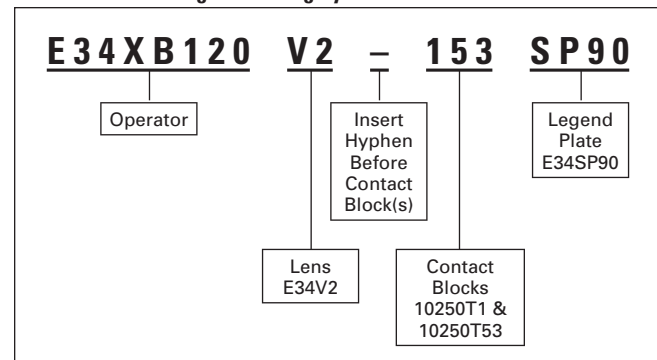 E34XB120 V2 – 153 SP90
Operator
Insert
Hyphen
Before
Contact
Block(s)
Legend
Plate
E34SP90
Lens
E34V2
Contact
Blocks
10250T1 &
10250T53